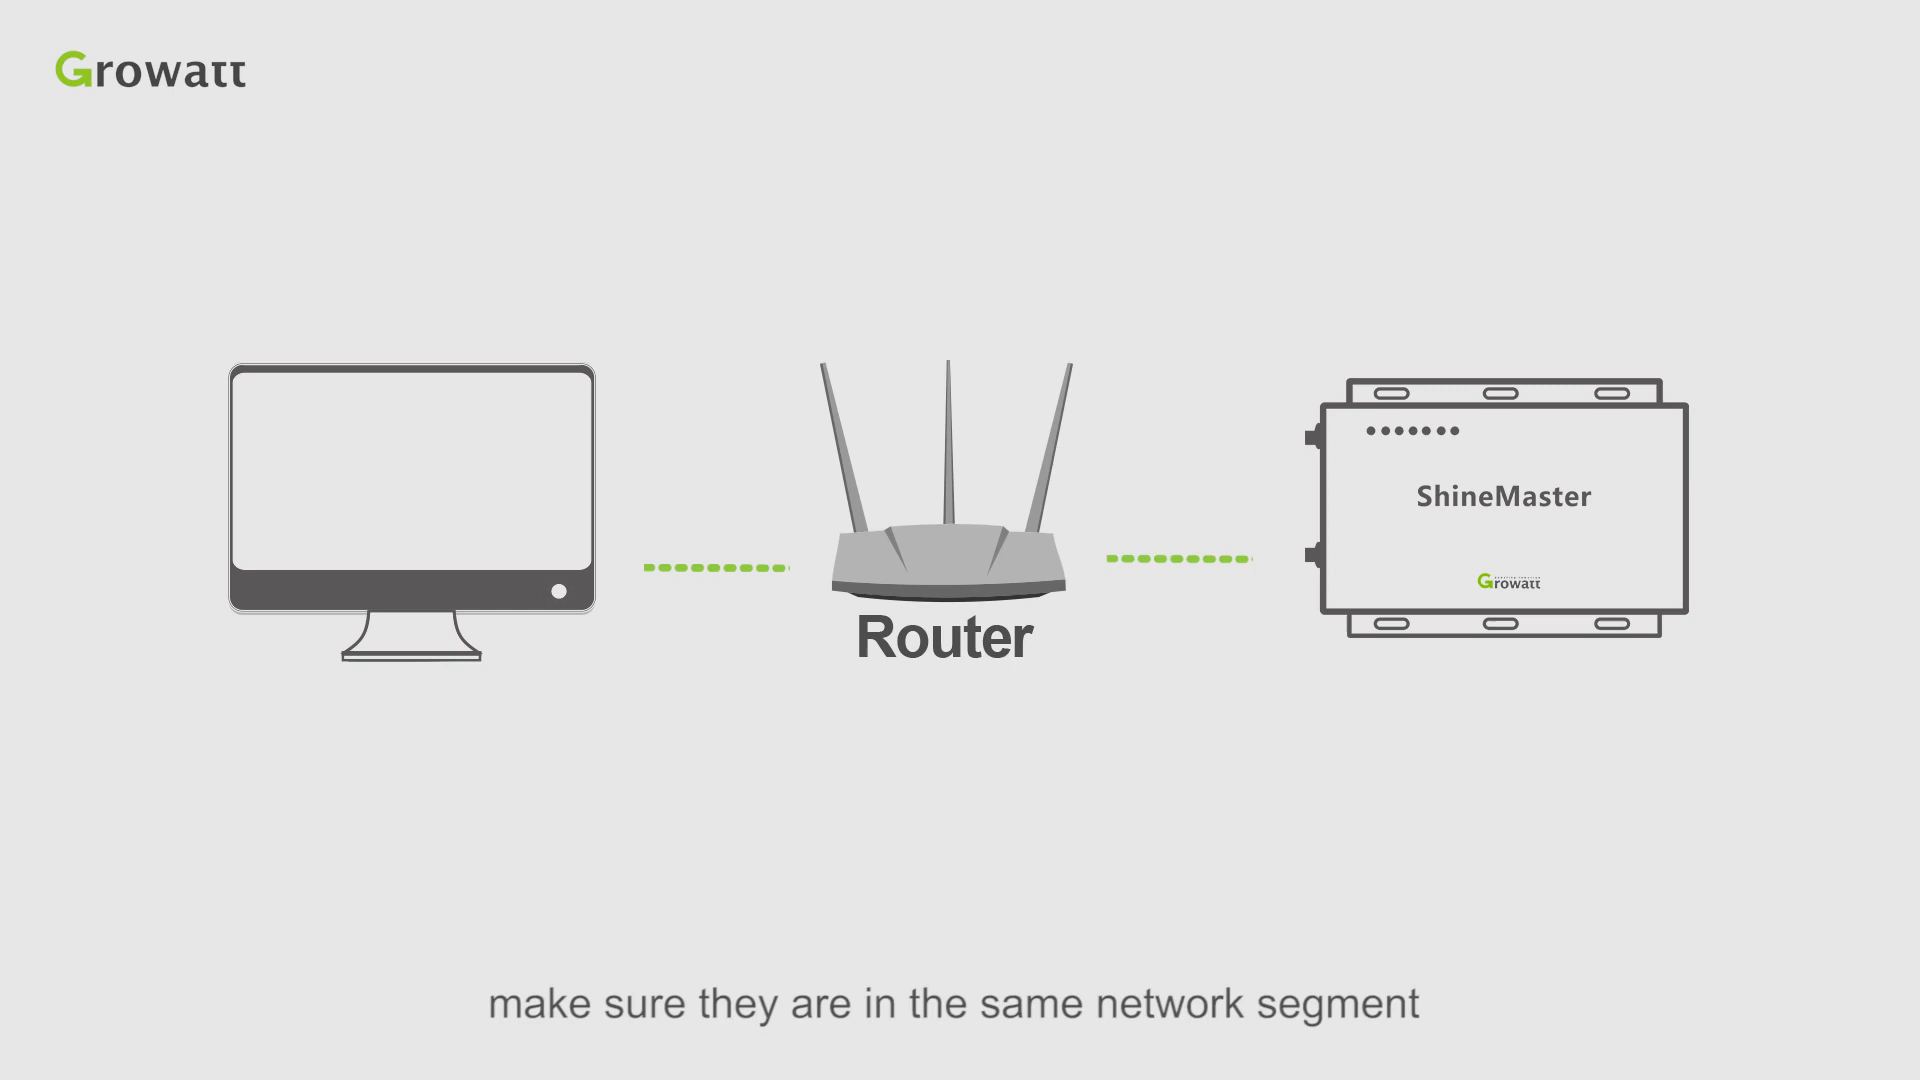 Growatt
ShineMaster
Growatt
Router
make sure they are in the same network segment